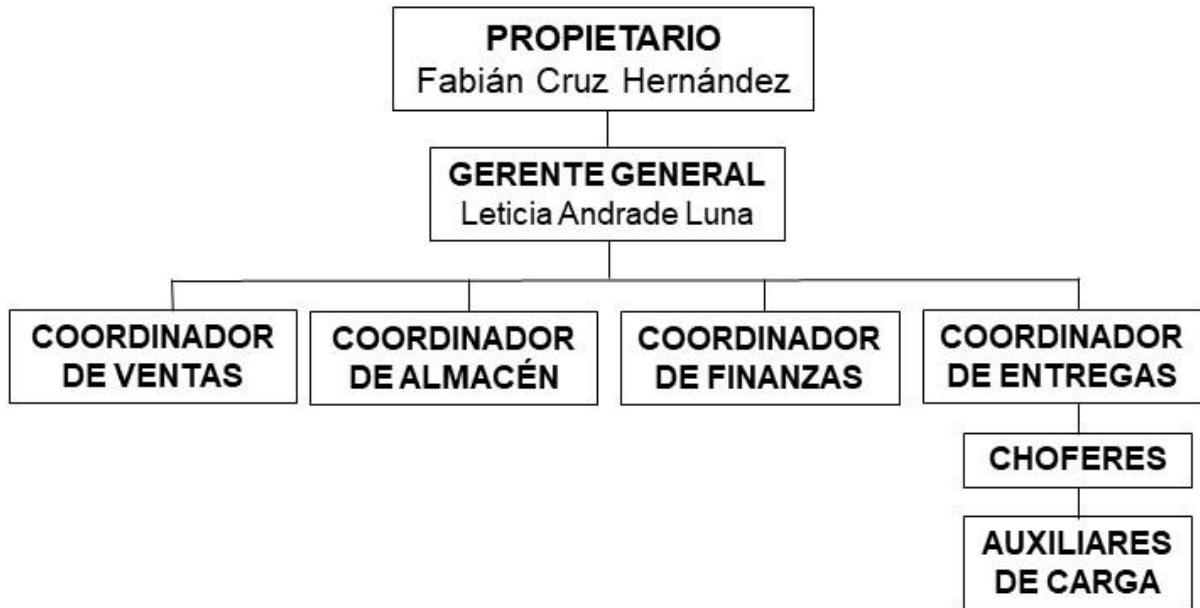 PROPIETARIO
Fabián Cruz Hernández
GERENTE GENERAL
Leticia Andrade Luna
COORDINADOR
DE VENTAS
COORDINADOR
DE ALMACÉN
COORDINADOR
DE FINANZAS
COORDINADOR
DE ENTREGAS
CHOFERES
AUXILIARES
DE CARGA